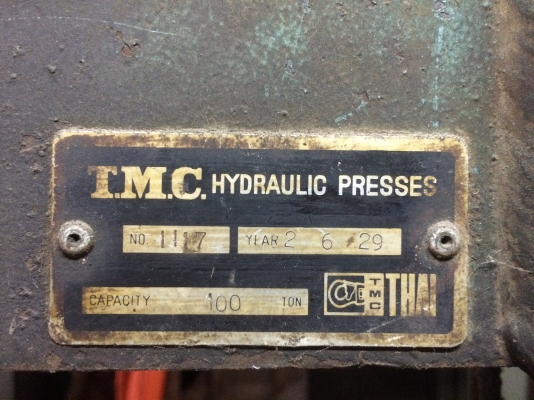 T.M.C. HYDRAULIC PRESSES
NO. 1117 YEAR 2 6 29
CAPACITY 100 TON
TMC THAI